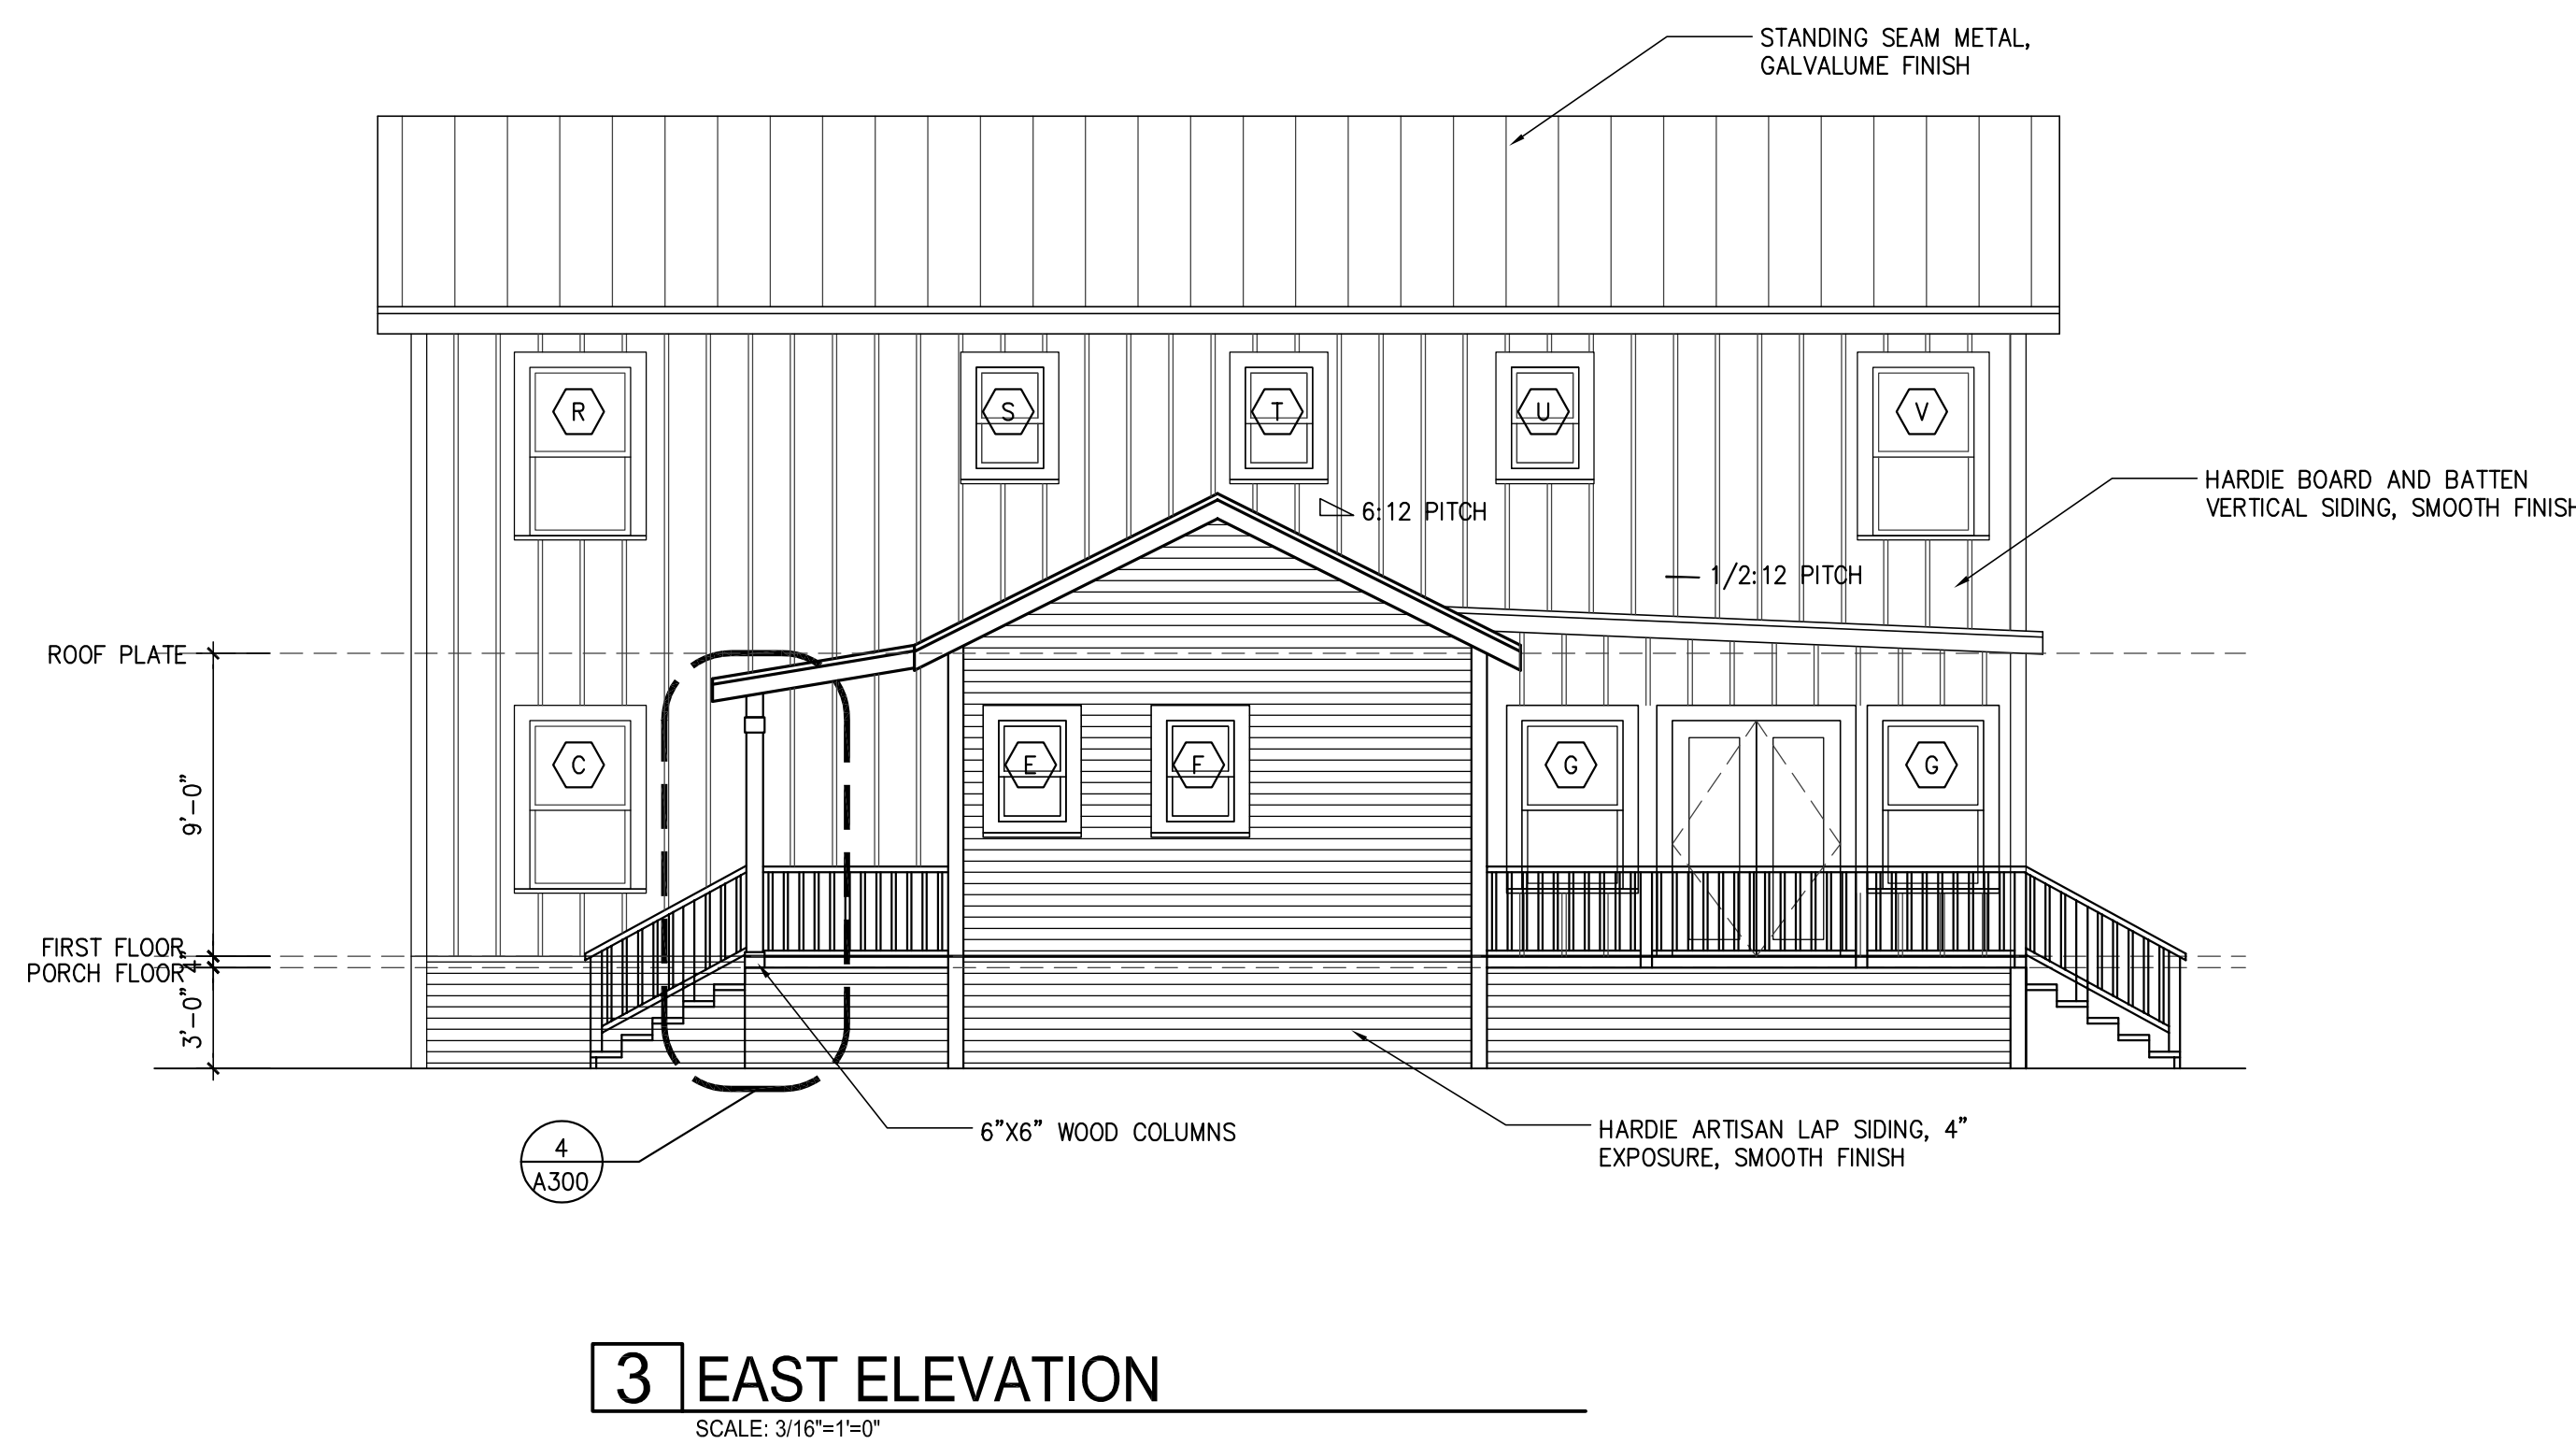 STANDING SEAM METAL,
GALVALUME FINISH
R
S
T
U
V
HARDIE BOARD AND BATTEN
VERTICAL SIDING, SMOOTH FINISH
6:12 PITCH
1/2:12 PITCH
ROOF PLATE
C
E
F
G
G
9'-0"
FIRST FLOOR
PORCH FLOOR
4"
3'-0"
6"X6" WOOD COLUMNS
HARDIE ARTISAN LAP SIDING, 4"
EXPOSURE, SMOOTH FINISH
4
A300
3 EAST ELEVATION
SCALE: 3/16"=1'=0"